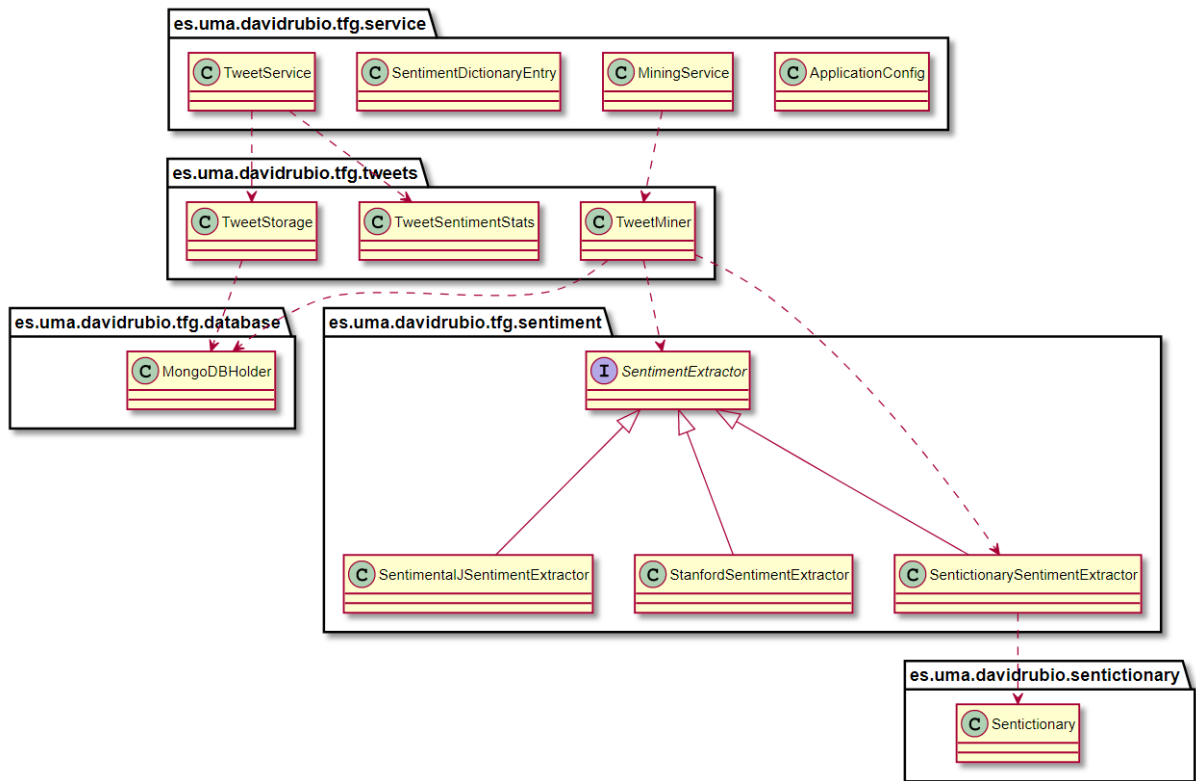 es.uma.davidrubio.tfg.service
C TweetService
C SentimentDictionaryEntry
C MiningService
C ApplicationConfig
es.uma.davidrubio.tfg.tweets
C TweetStorage
C TweetSentimentStats
C TweetMiner
es.uma.davidrubio.tfg.database
es.uma.davidrubio.tfg.sentiment
C MongoDBHolder
I SentimentExtractor
C SentimentalJSentimentExtractor
C StanfordSentimentExtractor
C SentictionarySentimentExtractor
es.uma.davidrubio.sentictionary
C Sentictionary